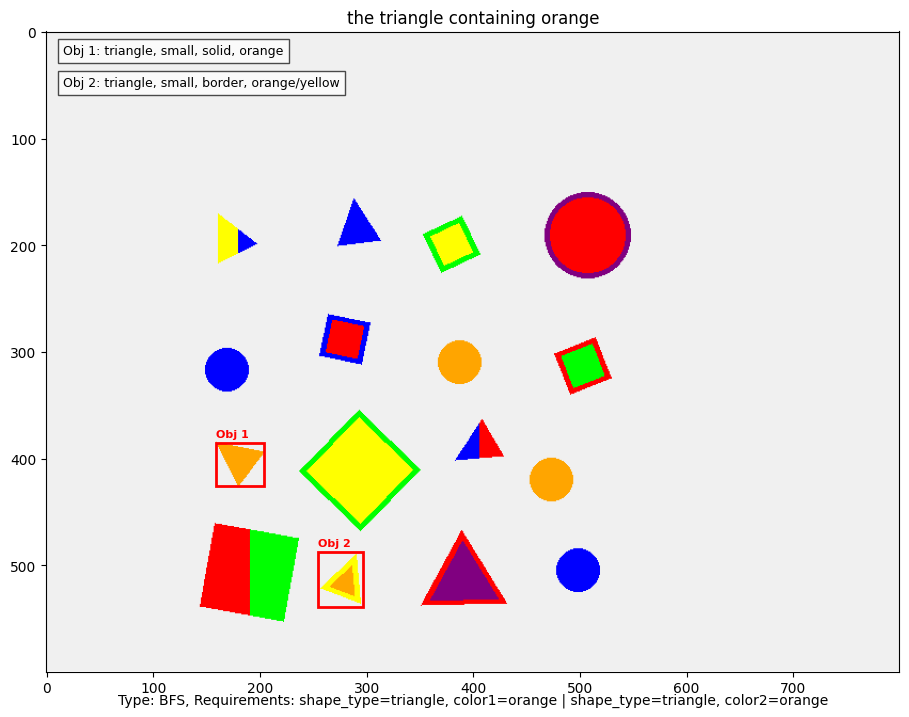 the triangle containing orange
0
Obj 1: triangle, small, solid, orange
Obj 2: triangle, small, border, orange/yellow
100
200
300
Obj 1
400
Obj 2
500
0 100 200 300 400 500 600 700
Type: BFS, Requirements: shape_type=triangle, color1=orange | shape_type=triangle, color2=orange